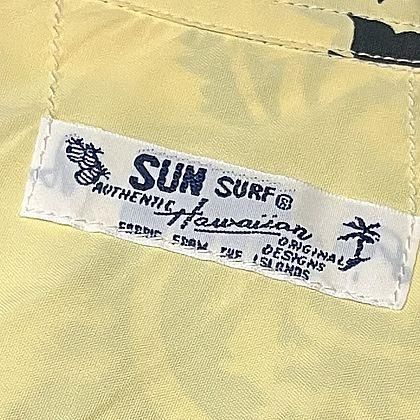 SUN SURF®
AUTHENTIC Hawaiian ORIGINAL
DESIGNS
FABRIC FROM THE ISLANDS